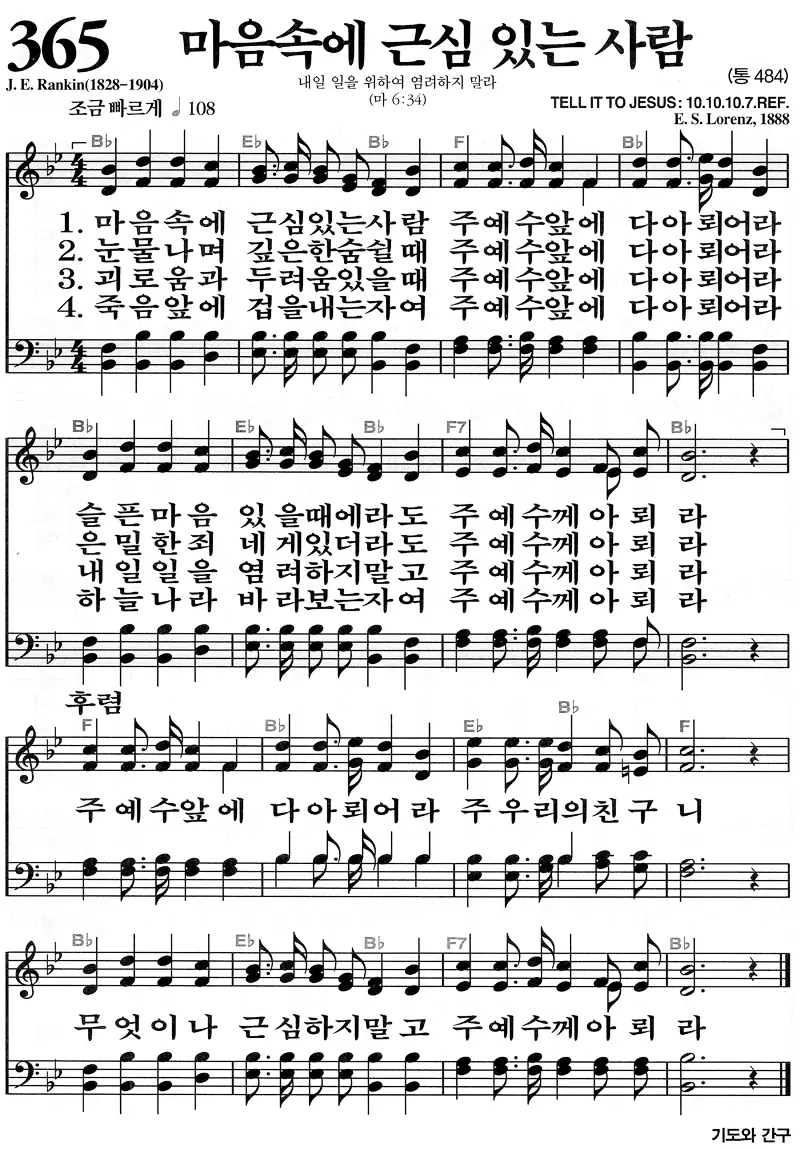 365 마음속에 근심 있는 사람
(통 484)
J. E. Rankin(1828-1904)
내일 일을 위하여 염려하지 말라
(마 6:34)
조금 빠르게 ♩108
TELL IT TO JESUS : 10.10.10.7.REF.
E. S. Lorenz, 1888
B♭ E♭ B♭ F B♭
1. 마음속에 근심있는사람 주예수앞에 다아뢰어라
2. 눈물나며 깊은한숨쉴때 주예수앞에 다아뢰어라
3. 괴로움과 두려움있을때 주예수앞에 다아뢰어라
4. 죽음앞에 겁을내는자여 주예수앞에 다아뢰어라
B♭ E♭ B♭ F7 B♭
슬픈마음 있을때에라도 주예수께아뢰라
은밀한죄 네게있더라도 주예수께아뢰라
내일일을 염려하지말고 주예수께아뢰라
하늘나라 바라보는자여 주예수께아뢰라
후렴
F B♭ E♭ B♭ F
주예수앞에 다아뢰어라 주우리의친구니
B♭ E♭ B♭ F7 B♭
무엇이나 근심하지말고 주예수께아뢰라
기도와 간구